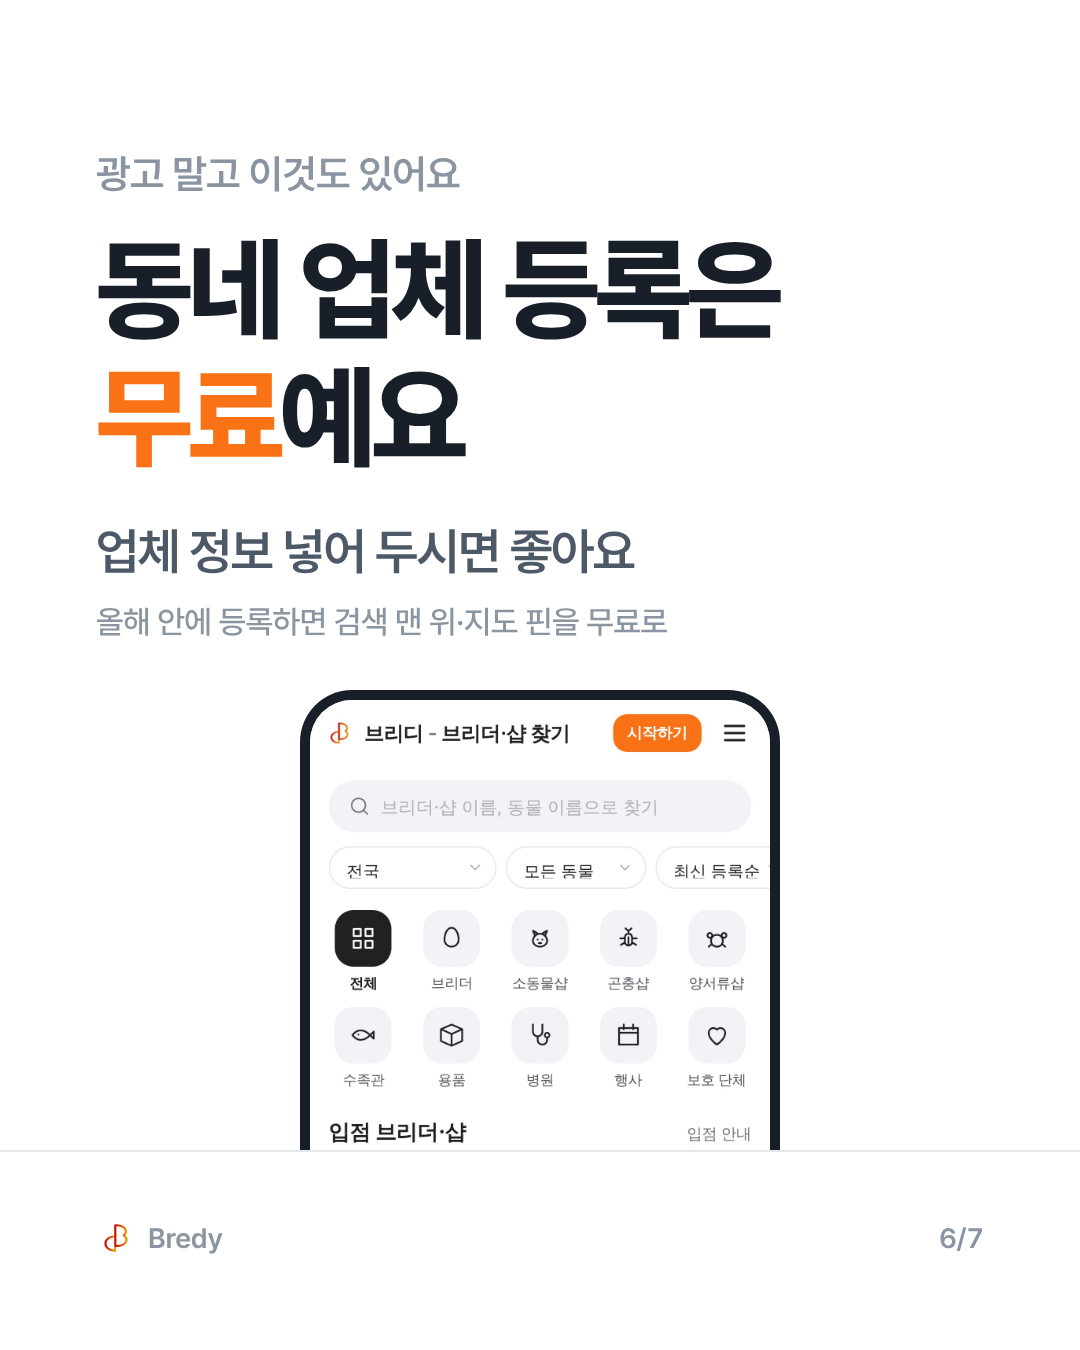 광고 말고 이것도 있어요
동네 업체 등록은
무료예요
업체 정보 넣어 두시면 좋아요
올해 안에 등록하면 검색 맨 위·지도 핀을 무료로
브리디 - 브리더·샵 찾기
시작하기
브리더·샵 이름, 동물 이름으로 찾기
전국
모든 동물
최신 등록순
전체
브리더
소동물샵
곤충샵
양서류샵
수족관
용품
병원
행사
보호 단체
입점 브리더·샵
입점 안내
Bredy
6/7